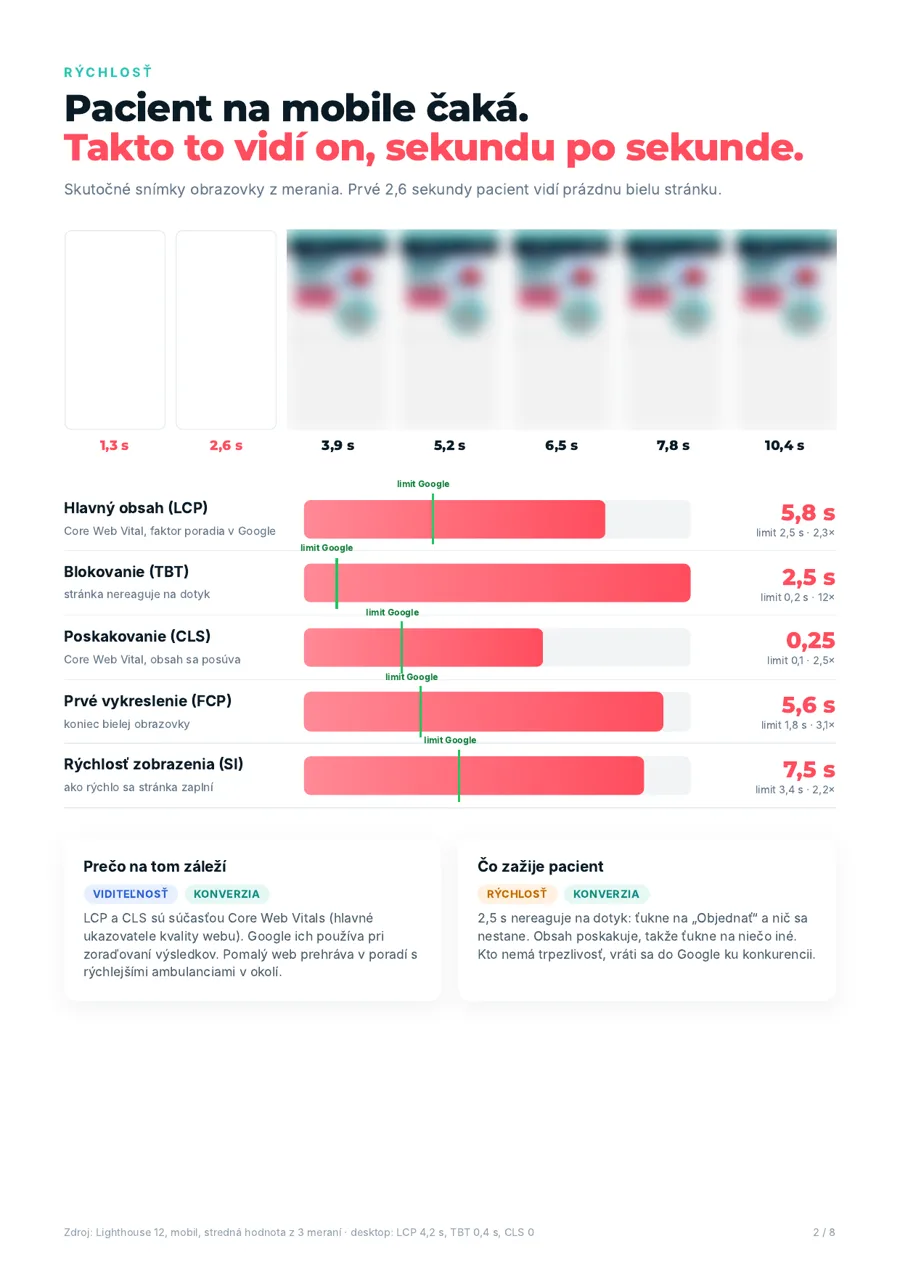 RÝCHLOSŤ
Pacient na mobile čaká.
Takto to vidí on, sekundu po sekunde.
Skutočné snímky obrazovky z merania. Prvé 2,6 sekundy pacient vidí prázdnu bielu stránku.
1,3 s
2,6 s
3,9 s
5,2 s
6,5 s
7,8 s
10,4 s
limit Google
Hlavný obsah (LCP)
Core Web Vital, faktor poradia v Google
5,8 s
limit 2,5 s · 2,3×
limit Google
Blokovanie (TBT)
stránka nereaguje na dotyk
2,5 s
limit 0,2 s · 12×
limit Google
Poskakovanie (CLS)
Core Web Vital, obsah sa posúva
0,25
limit 0,1 · 2,5×
limit Google
Prvé vykreslenie (FCP)
koniec bielej obrazovky
5,6 s
limit 1,8 s · 3,1×
limit Google
Rýchlosť zobrazenia (SI)
ako rýchlo sa stránka zaplní
7,5 s
limit 3,4 s · 2,2×
Prečo na tom záleží
VIDITEĽNOSŤ KONVERZIA
LCP a CLS sú súčasťou Core Web Vitals (hlavné
ukazovatele kvality webu). Google ich používa pri
zoraďovaní výsledkov. Pomalý web prehráva v poradí s
rýchlejšími ambulanciami v okolí.
Čo zažije pacient
RÝCHLOSŤ KONVERZIA
2,5 s nereaguje na dotyk: ťukne na „Objednať“ a nič sa
nestane. Obsah poskakuje, takže ťukne na niečo iné.
Kto nemá trpezlivosť, vráti sa do Google ku konkurencii.
Zdroj: Lighthouse 12, mobil, stredná hodnota z 3 meraní · desktop: LCP 4,2 s, TBT 0,4 s, CLS 0
2 / 8